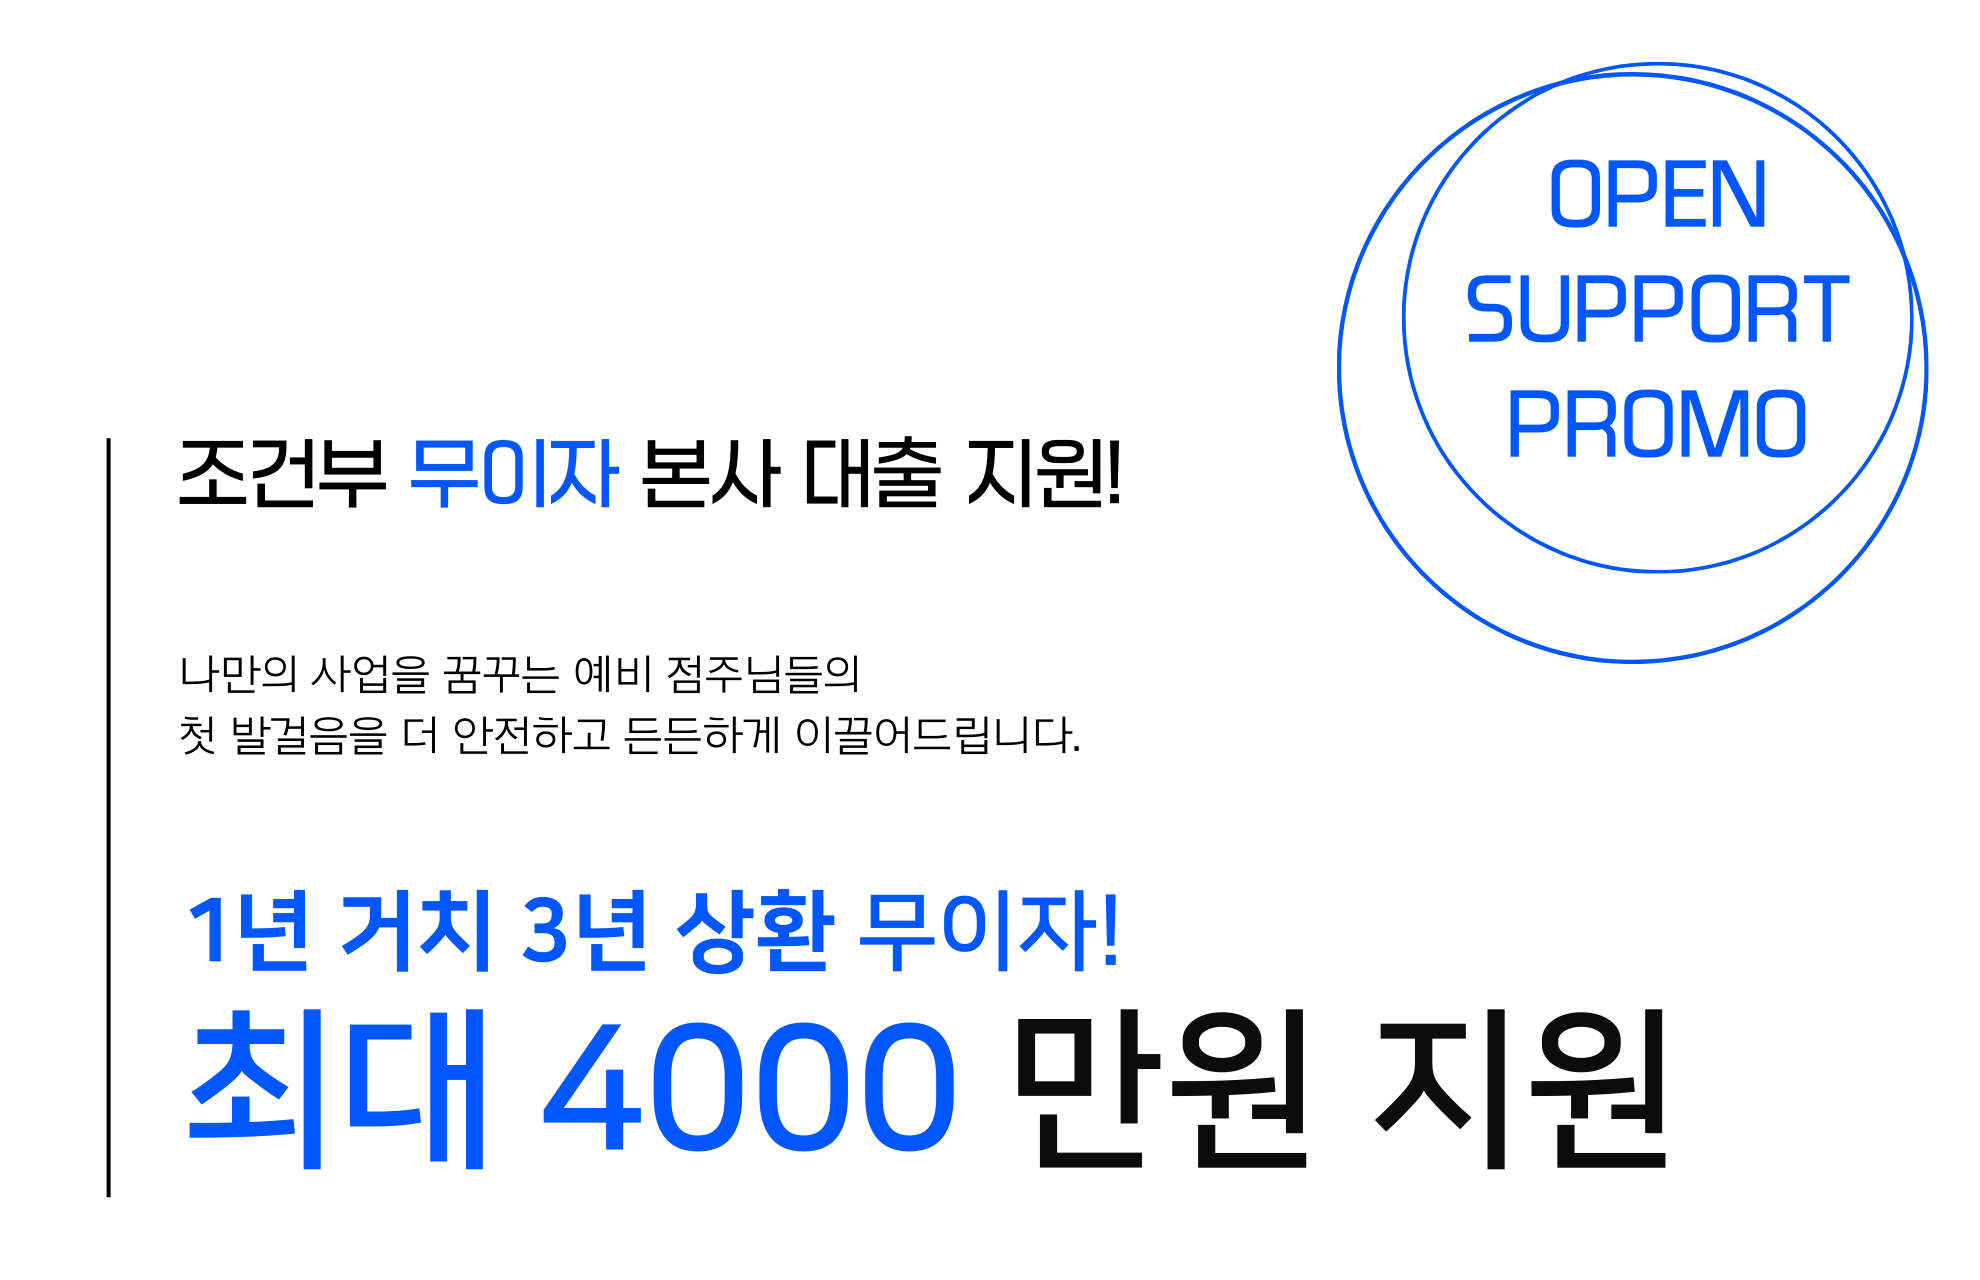 OPEN
SUPPORT
PROMO
조건부 무이자 본사 대출 지원!
나만의 사업을 꿈꾸는 예비 점주님들의
첫 발걸음을 더 안전하고 든든하게 이끌어드립니다.
1년 거치 3년 상환 무이자!
최대 4000 만원 지원